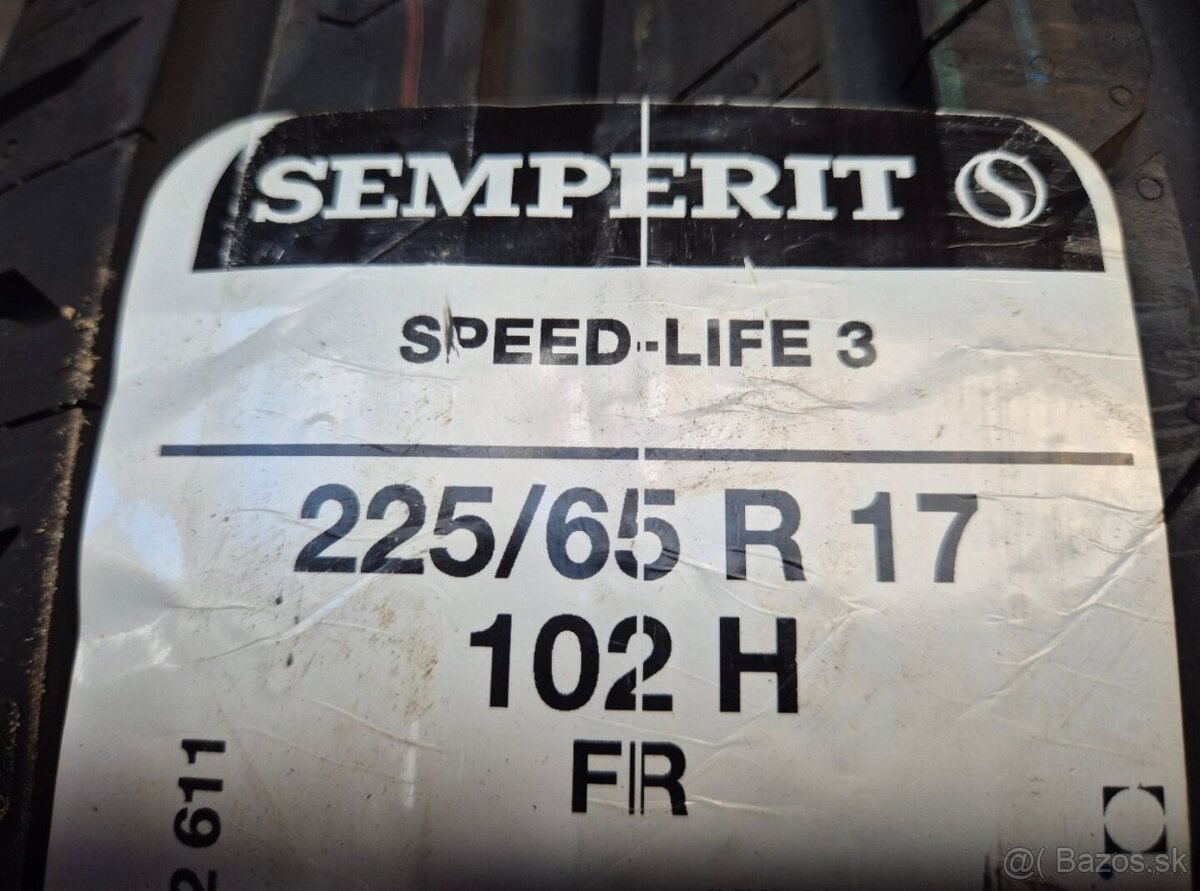 SEMPERIT
SPEED-LIFE 3
225/65 R 17
102 H
FR
2 611
@( Bazos.sk